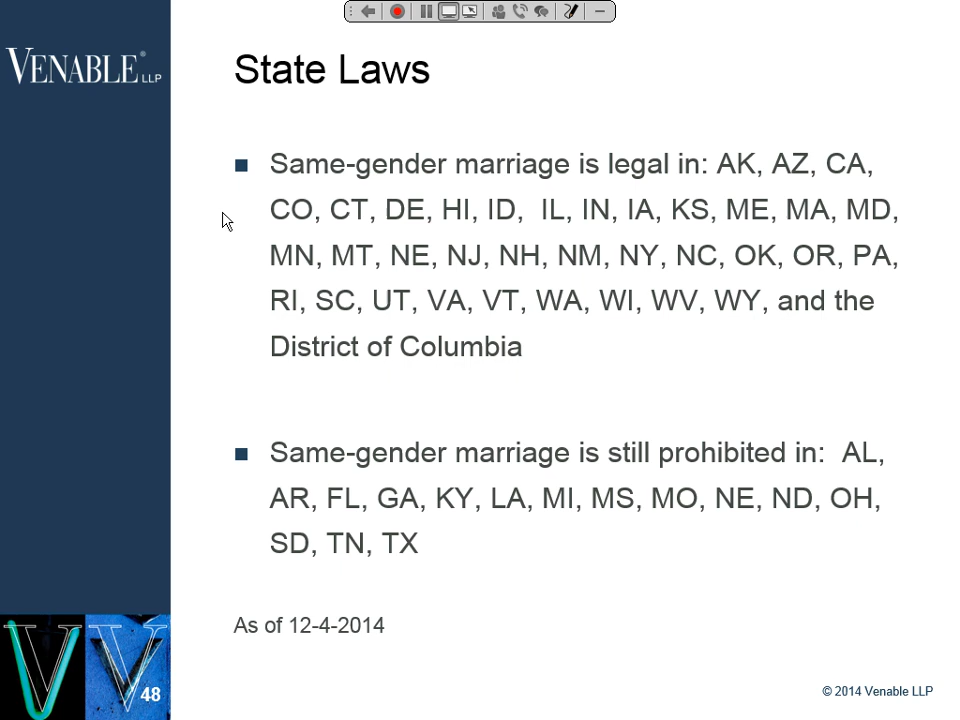 VENABLE® LLP
State Laws
Same-gender marriage is legal in: AK, AZ, CA,
CO, CT, DE, HI, ID, IL, IN, IA, KS, ME, MA, MD,
MN, MT, NE, NJ, NH, NM, NY, NC, OK, OR, PA,
RI, SC, UT, VA, VT, WA, WI, WV, WY, and the
District of Columbia
Same-gender marriage is still prohibited in: AL,
AR, FL, GA, KY, LA, MI, MS, MO, NE, ND, OH,
SD, TN, TX
As of 12-4-2014
V V
48
© 2014 Venable LLP